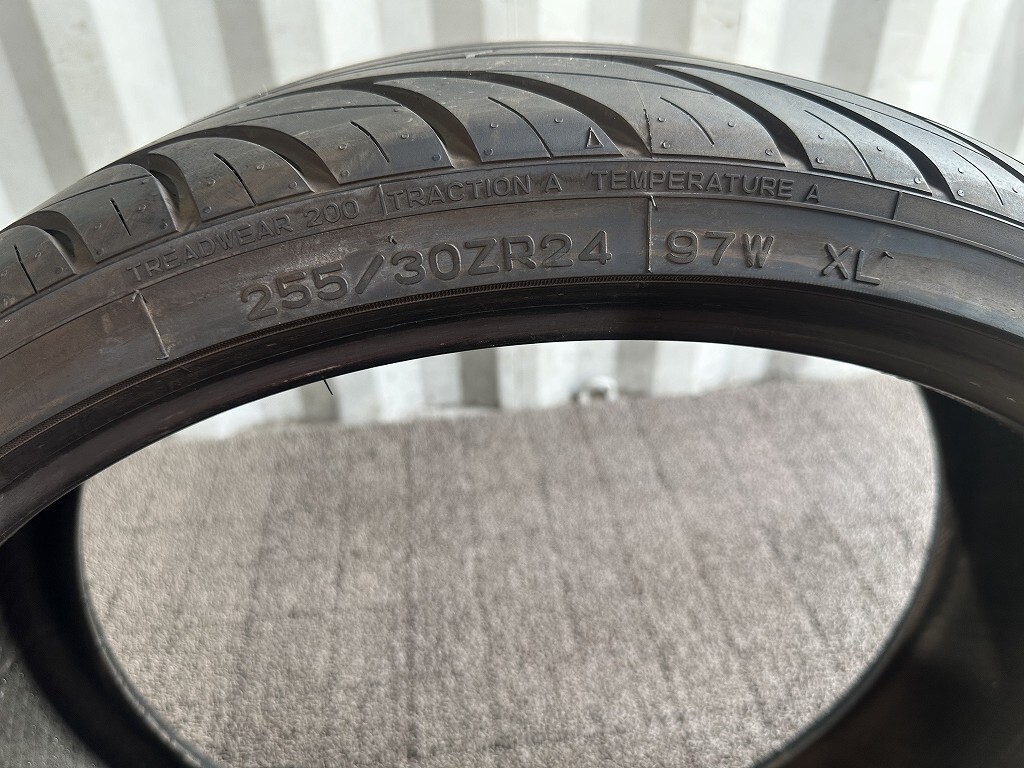 TREADWEAR 200 TRACTION A TEMPERATURE A
255/30ZR24 97W XL